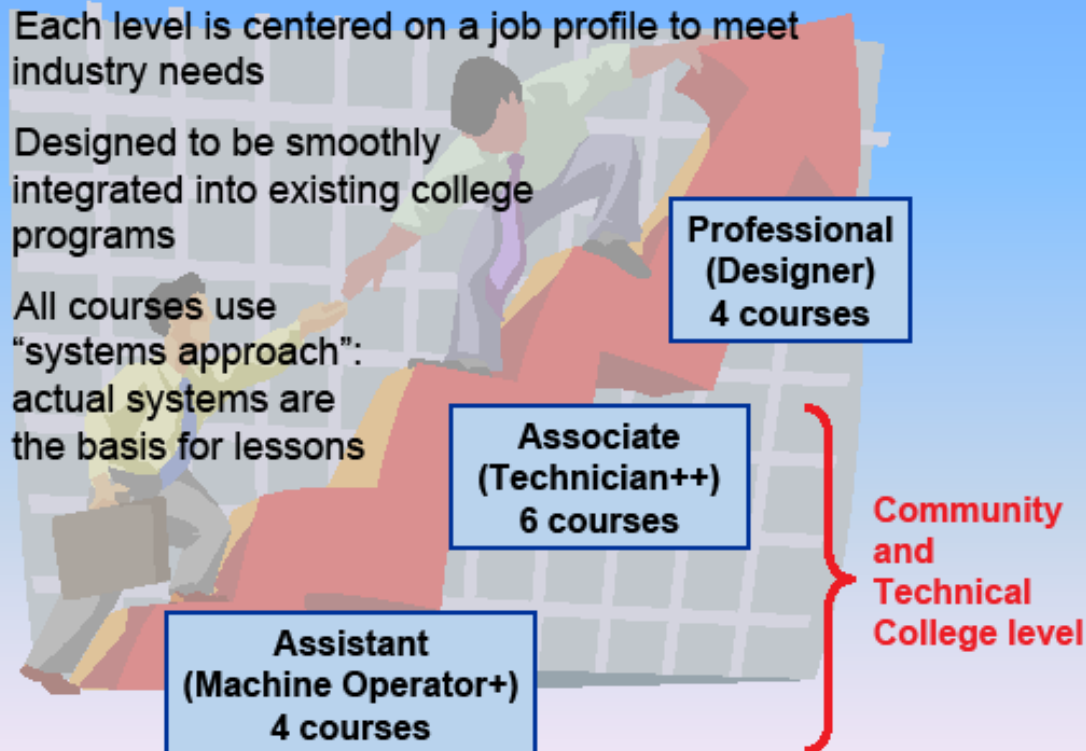 Each level is centered on a job profile to meet
industry needs
Designed to be smoothly
integrated into existing college
programs
All courses use
“systems approach”:
actual systems are
the basis for lessons
Professional
(Designer)
4 courses
Associate
(Technician++)
6 courses
Community
and
Technical
College level
Assistant
(Machine Operator+)
4 courses